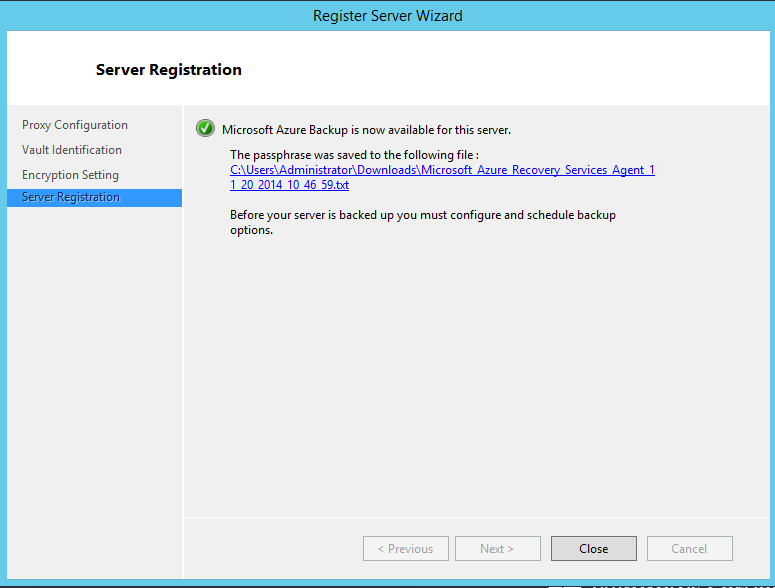 Register Server Wizard
Server Registration
Proxy Configuration
Vault Identification
Encryption Setting
Server Registration
Microsoft Azure Backup is now available for this server.
The passphrase was saved to the following file :
C:\Users\Administrator\Downloads\Microsoft_Azure_Recovery_Services_Agent_1
1_20_2014_10_46_59.txt
Before your server is backed up you must configure and schedule backup
options.
< Previous
Next >
Close
Cancel